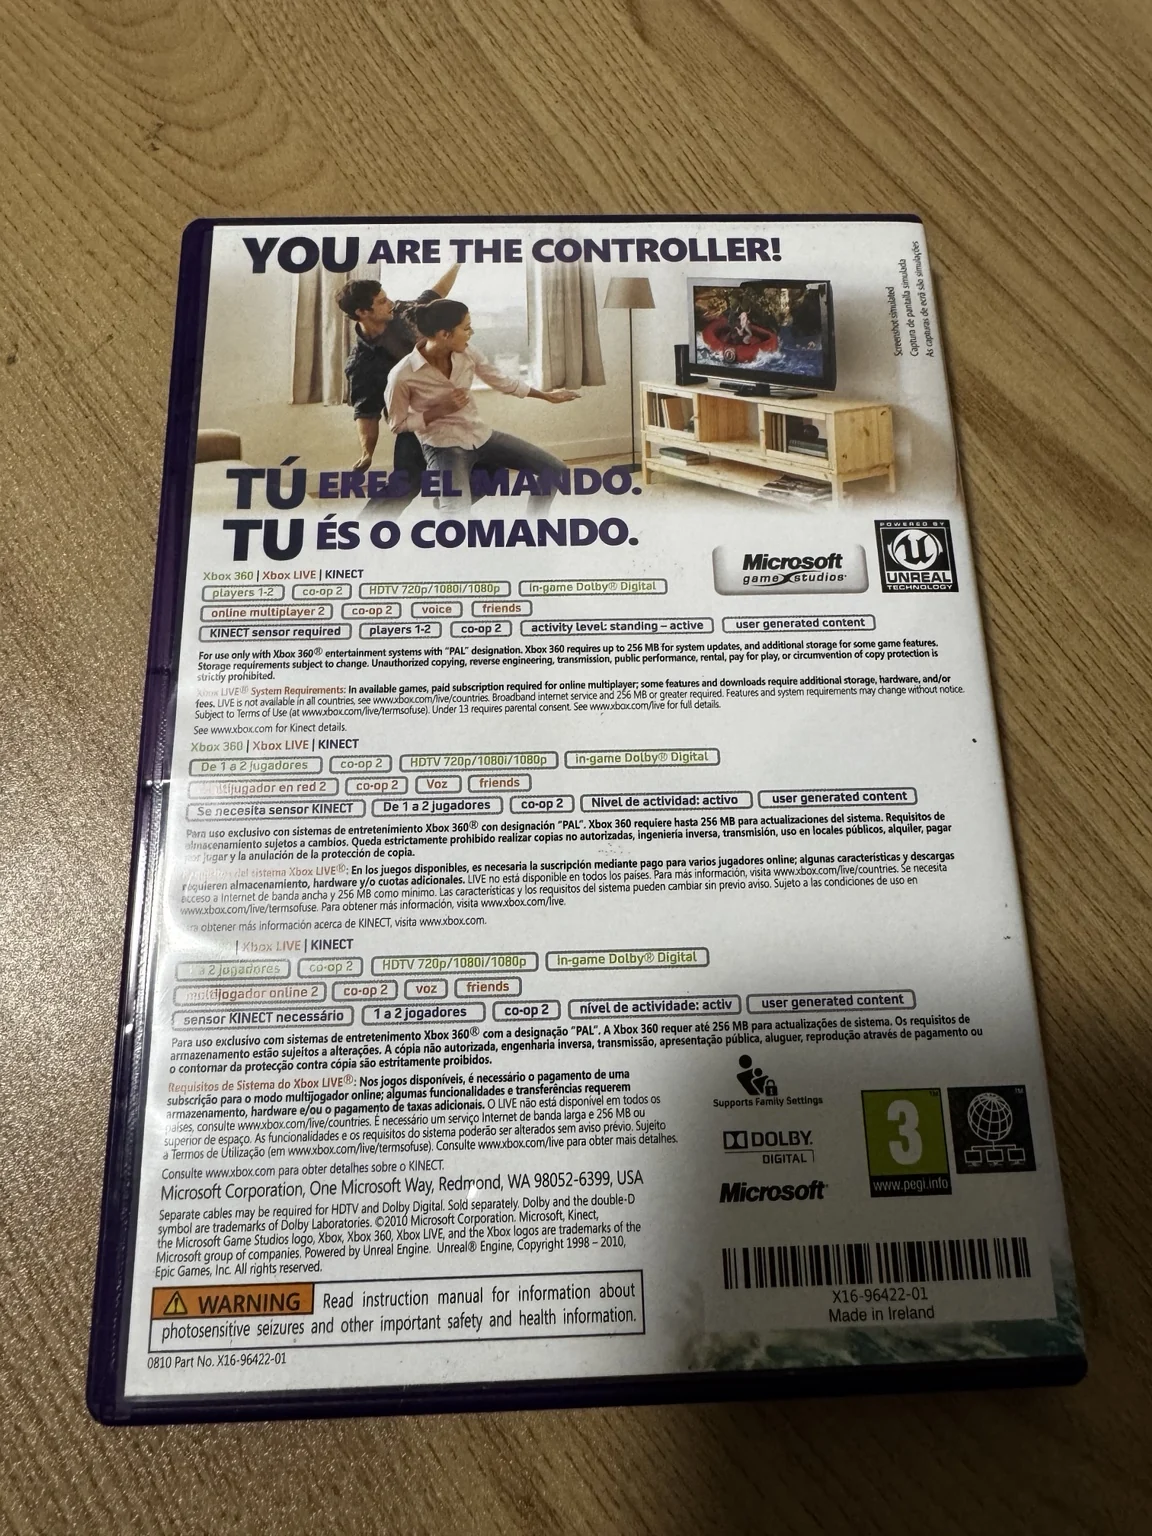 YOU ARE THE CONTROLLER!
Screenshot simulated
Captura de pantalla simulada
As capturas de ecrã são simulações
TÚ ERES EL MANDO.
TU ÉS O COMANDO.
Microsoft
game studios
POWERED BY
UNREAL
TECHNOLOGY
Xbox 360 | Xbox LIVE | KINECT
players 1-2 co-op 2 HDTV 720p/1080i/1080p in-game Dolby® Digital
online multiplayer 2 co-op 2 voice friends
KINECT sensor required players 1-2 co-op 2 activity level: standing – active user generated content
For use only with Xbox 360® entertainment systems with "PAL" designation. Xbox 360 requires up to 256 MB for system updates, and additional storage for some game features.
Storage requirements subject to change. Unauthorized copying, reverse engineering, transmission, public performance, rental, pay for play, or circumvention of copy protection is
strictly prohibited.
Xbox LIVE® System Requirements: In available games, paid subscription required for online multiplayer; some features and downloads require additional storage, hardware, and/or
fees. LIVE is not available in all countries, see www.xbox.com/live/countries. Broadband internet service and 256 MB or greater required. Features and system requirements may change without notice.
Subject to Terms of Use (at www.xbox.com/live/termsofuse). Under 13 requires parental consent. See www.xbox.com/live for full details.
See www.xbox.com for Kinect details.
Xbox 360 | Xbox LIVE | KINECT
De 1 a 2 jugadores co-op 2 HDTV 720p/1080i/1080p in-game Dolby® Digital
multijugador en red 2 co-op 2 Voz friends
Se necesita sensor KINECT De 1 a 2 jugadores co-op 2 Nivel de actividad: activo user generated content
Para uso exclusivo con sistemas de entretenimiento Xbox 360® con designación "PAL". Xbox 360 requiere hasta 256 MB para actualizaciones del sistema. Requisitos de
almacenamiento sujetos a cambios. Queda estrictamente prohibido realizar copias no autorizadas, ingeniería inversa, transmisión, uso en locales públicos, alquiler, pagar
por jugar y la anulación de la protección de copia.
del sistema Xbox LIVE®: En los juegos disponibles, es necesaria la suscripción mediante pago para varios jugadores online; algunas características y descargas
requieren almacenamiento, hardware y/o cuotas adicionales. LIVE no está disponible en todos los países. Para más información, visita www.xbox.com/live/countries. Se necesita
acceso a Internet de banda ancha y 256 MB como mínimo. Las características y los requisitos del sistema pueden cambiar sin previo aviso. Sujeto a las condiciones de uso en
www.xbox.com/live/termsofuse. Para obtener más información, visita www.xbox.com/live.
obtener más información acerca de KINECT, visita www.xbox.com.
| Xbox LIVE | KINECT
1 a 2 jogadores co-op 2 HDTV 720p/1080i/1080p In-game Dolby® Digital
multijogador online 2 co-op 2 voz friends
sensor KINECT necessário 1 a 2 jogadores co-op 2 nível de actividade: activ user generated content
Para uso exclusivo com sistemas de entretenimento Xbox 360® com a designação "PAL". A Xbox 360 requer até 256 MB para actualizações de sistema. Os requisitos de
armazenamento estão sujeitos a alterações. A cópia não autorizada, engenharia inversa, transmissão, apresentação pública, aluguer, reprodução através de pagamento ou
o contornar da protecção contra cópia são estritamente proibidos.
Requisitos de Sistema do Xbox LIVE®: Nos jogos disponíveis, é necessário o pagamento de uma
subscrição para o modo multijogador online; algumas funcionalidades e transferências requerem
armazenamento, hardware e/ou o pagamento de taxas adicionais. O LIVE não está disponível em todos os
países, consulte www.xbox.com/live/countries. É necessário um serviço Internet de banda larga e 256 MB ou
superior de espaço. As funcionalidades e os requisitos do sistema poderão ser alterados sem aviso prévio. Sujeito
a Termos de Utilização (em www.xbox.com/live/termsofuse). Consulte www.xbox.com/live para obter mais detalhes.
Consulte www.xbox.com para obter detalhes sobre o KINECT.
Microsoft Corporation, One Microsoft Way, Redmond, WA 98052-6399, USA
Separate cables may be required for HDTV and Dolby Digital. Sold separately. Dolby and the double-D
symbol are trademarks of Dolby Laboratories. ©2010 Microsoft Corporation. Microsoft, Kinect,
the Microsoft Game Studios logo, Xbox, Xbox 360, Xbox LIVE, and the Xbox logos are trademarks of the
Microsoft group of companies. Powered by Unreal Engine. Unreal® Engine, Copyright 1998 – 2010,
Epic Games, Inc. All rights reserved.
WARNING Read instruction manual for information about
photosensitive seizures and other important safety and health information.
0810 Part No. X16-96422-01
Supports Family Settings
DOLBY
DIGITAL
Microsoft®
3
www.pegi.info
X16-96422-01
Made in Ireland